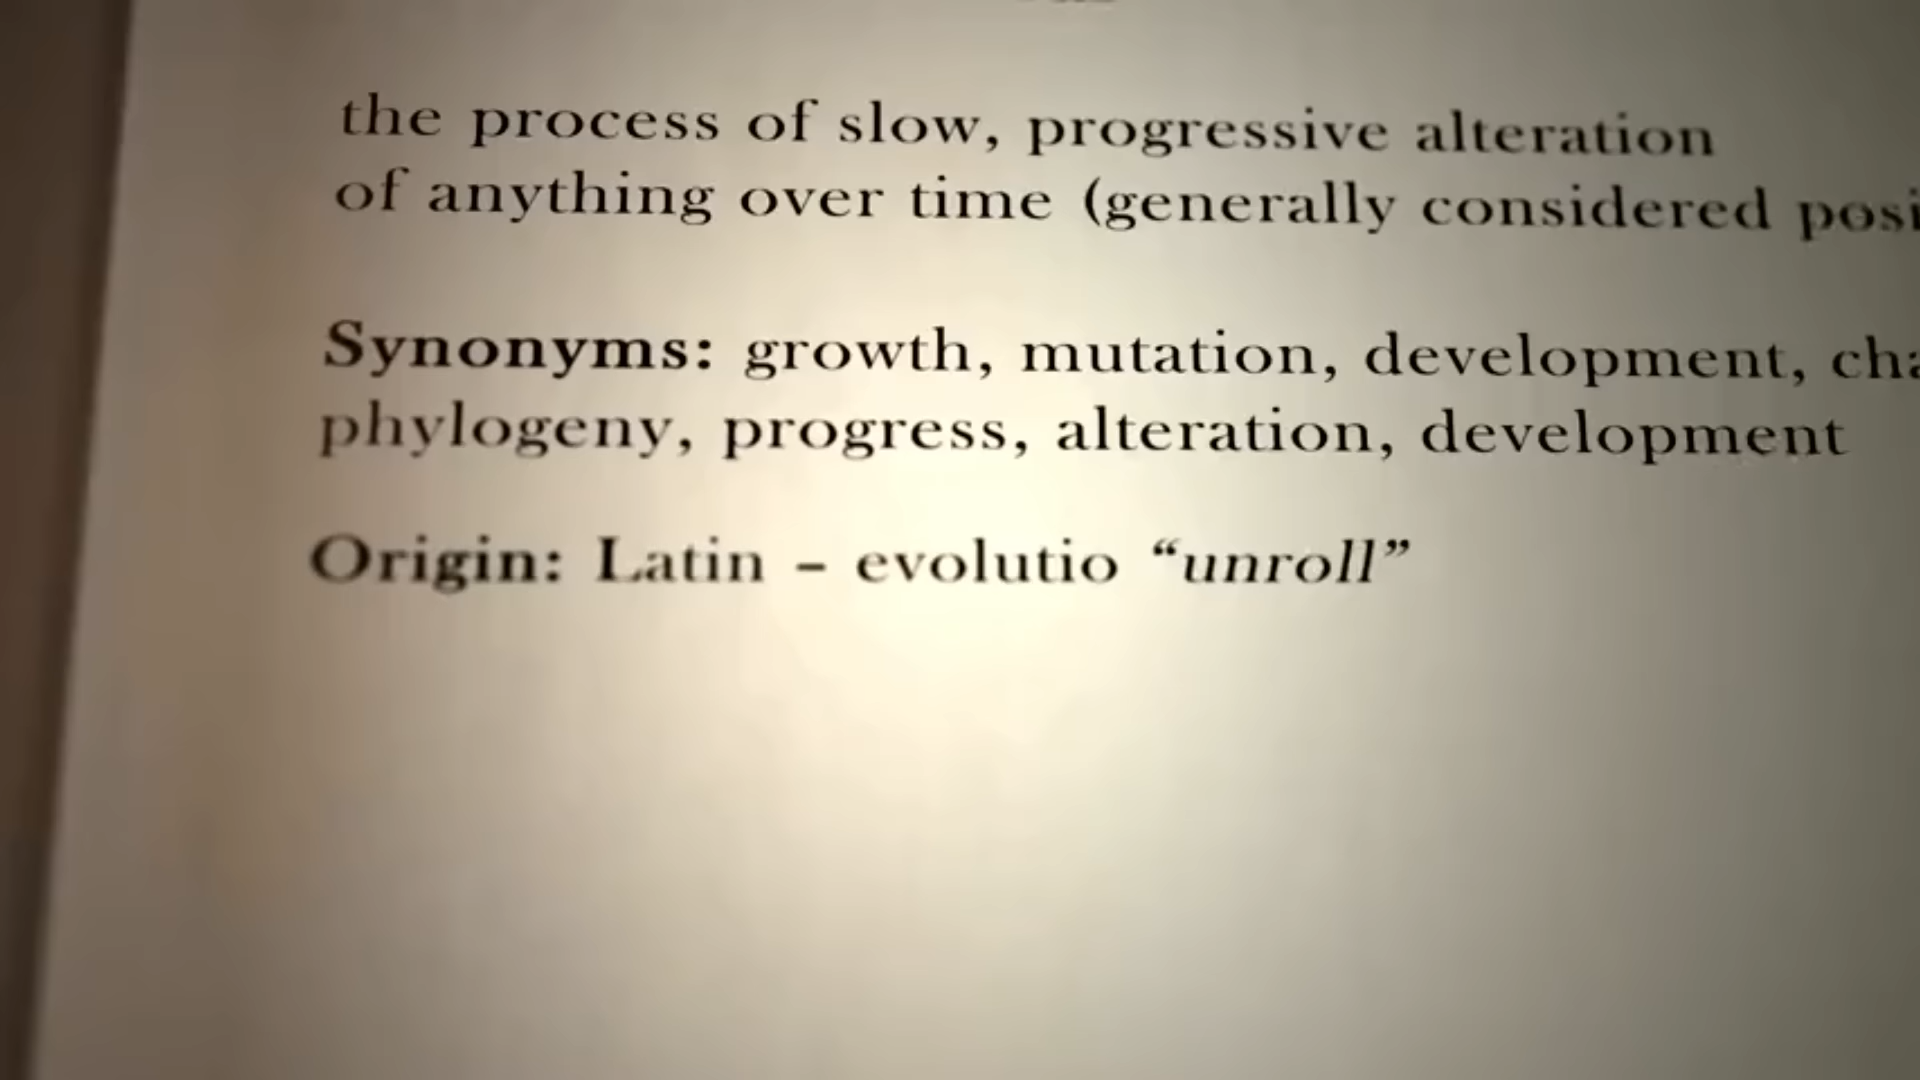 the process of slow, progressive alteration
of anything over time (generally considered
Synonyms: growth, mutation, development,
phylogeny, progress, alteration, development
Origin: Latin – evolutio “unroll”